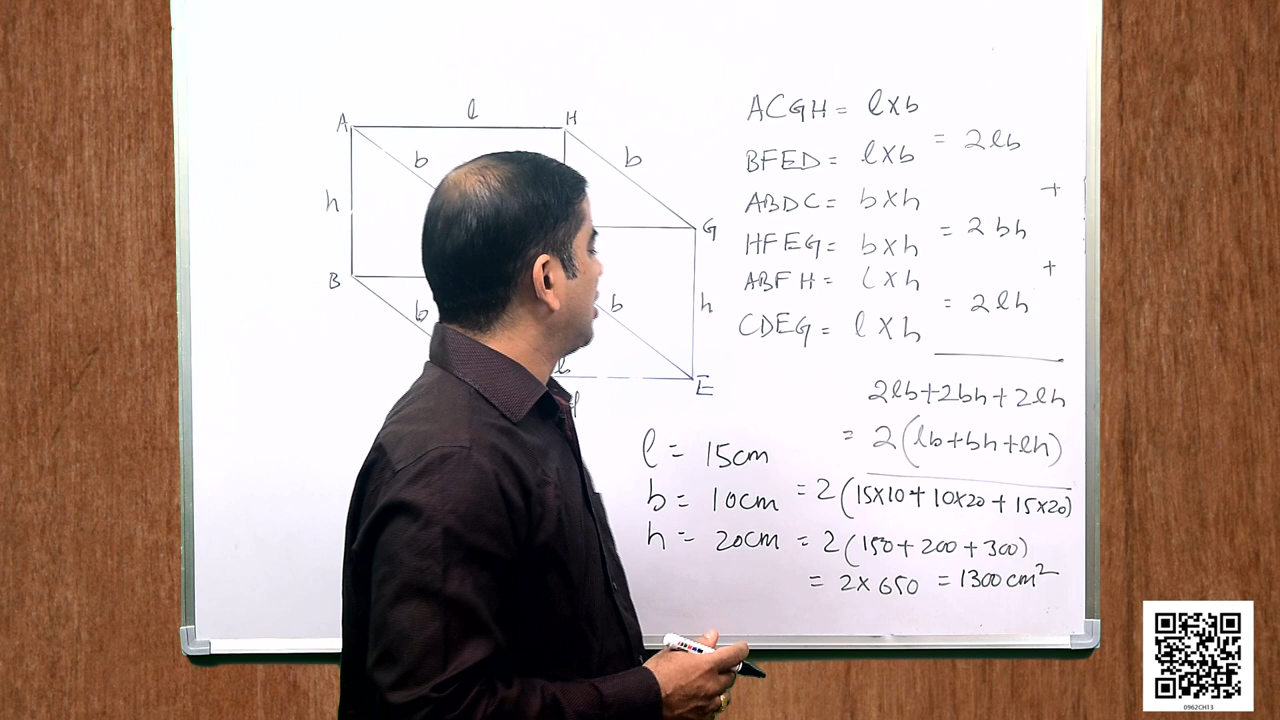 l
A
H
b
b
h
G
B
b
b
h
E
ACGH = l×b
BFED = l×b
= 2lb
+
ABDC = b×h
HFEG = b×h
= 2bh
+
ABFH = l×h
CDEG = l×h
= 2lh
2lb+2bh+2lh
= 2(lb+bh+lh)
l = 15cm
b = 10cm
h = 20cm
= 2(15×10+10×20+15×20)
= 2(150+200+300)
= 2×650 = 1300cm²
0962CH13